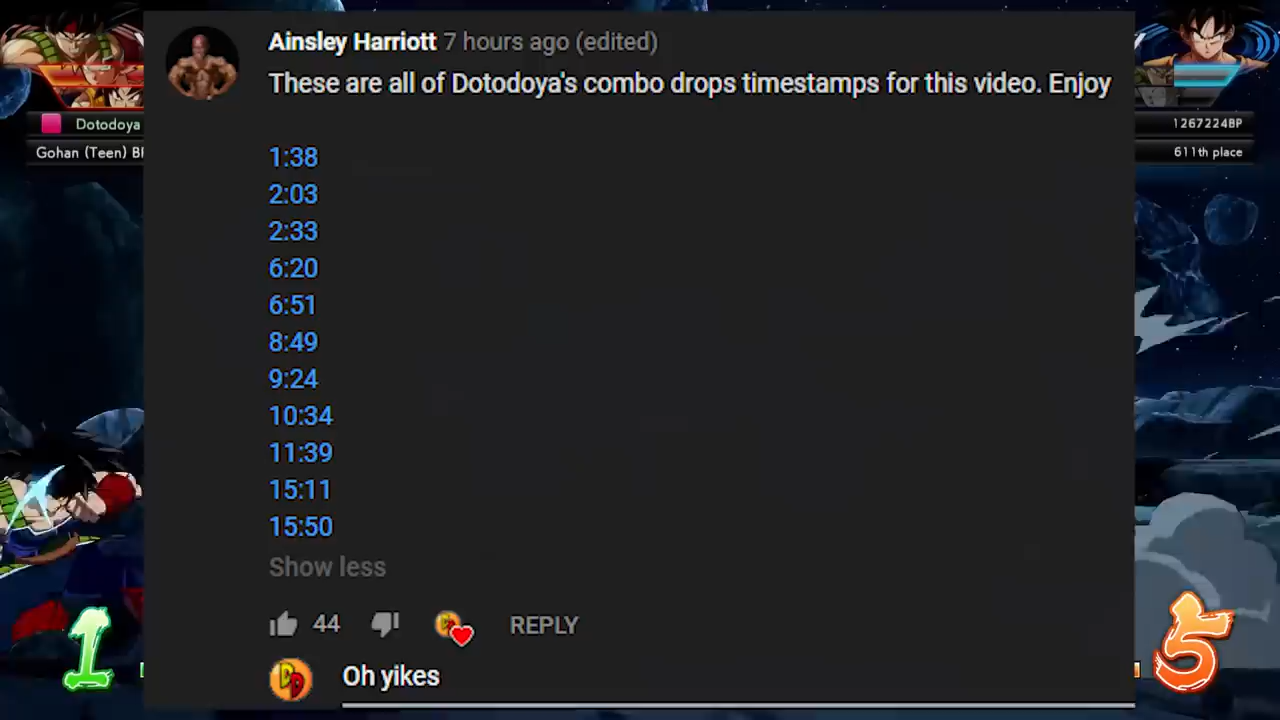 Ainsley Harriott 7 hours ago (edited)
These are all of Dotodoya's combo drops timestamps for this video. Enjoy
Dotodoya
1267224BP
Gohan (Teen)
611th place
1:38
2:03
2:33
6:20
6:51
8:49
9:24
10:34
11:39
15:11
15:50
Show less
44
REPLY
DD
Oh yikes
1
5